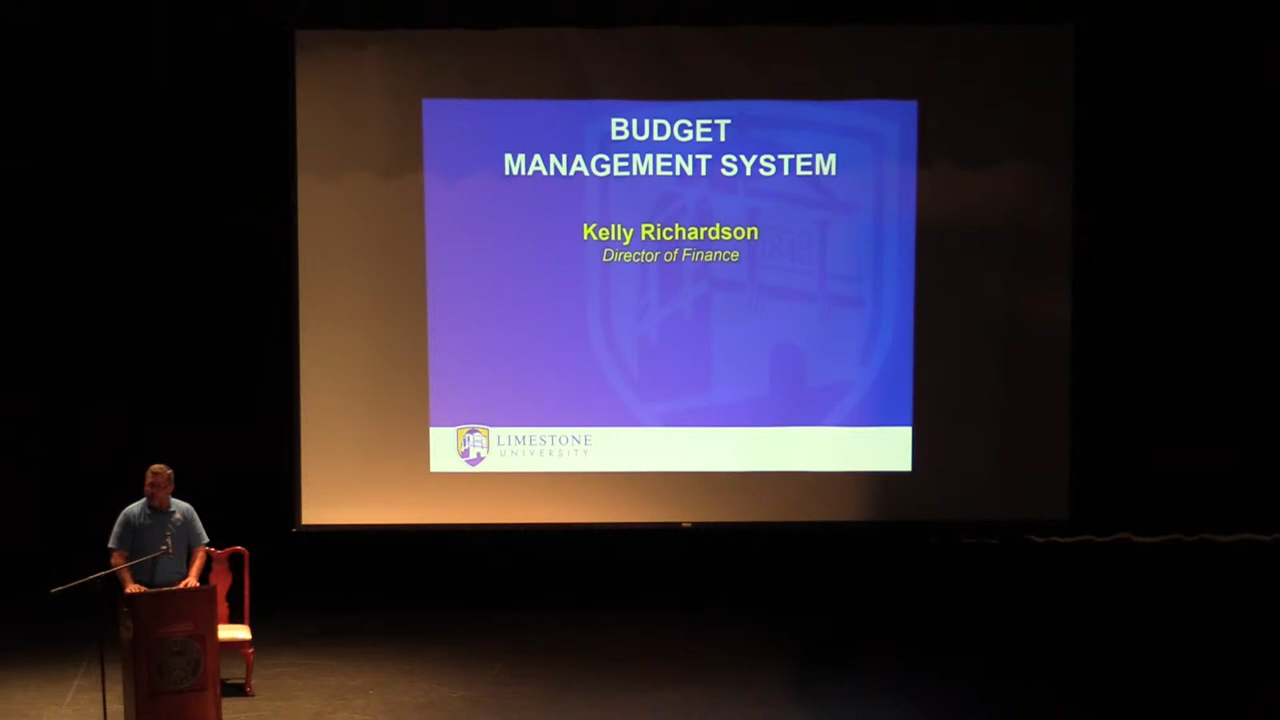 BUDGET
MANAGEMENT SYSTEM
Kelly Richardson
Director of Finance
LIMESTONE
UNIVERSITY